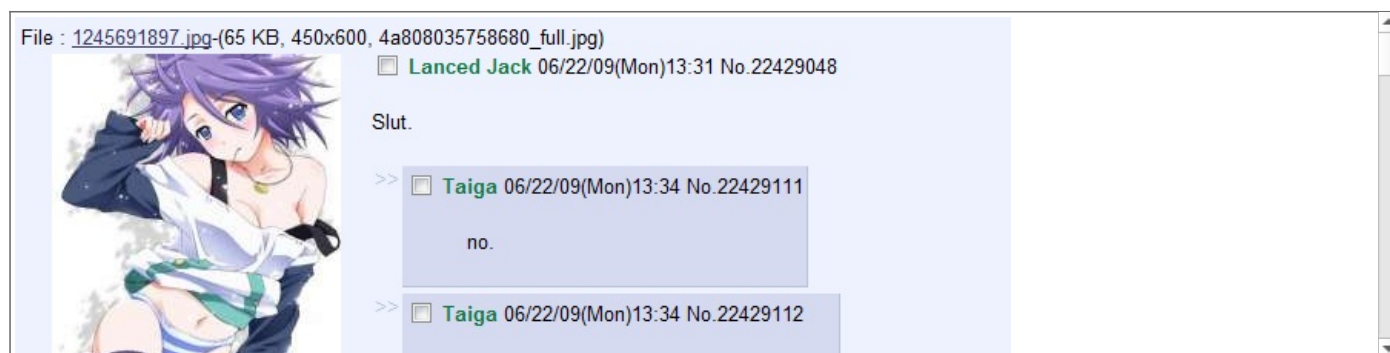 File : 1245691897.jpg-(65 KB, 450x600, 4a808035758680_full.jpg)
Lanced Jack 06/22/09(Mon)13:31 No.22429048
Slut.
>> Taiga 06/22/09(Mon)13:34 No.22429111
no.
>> Taiga 06/22/09(Mon)13:34 No.22429112